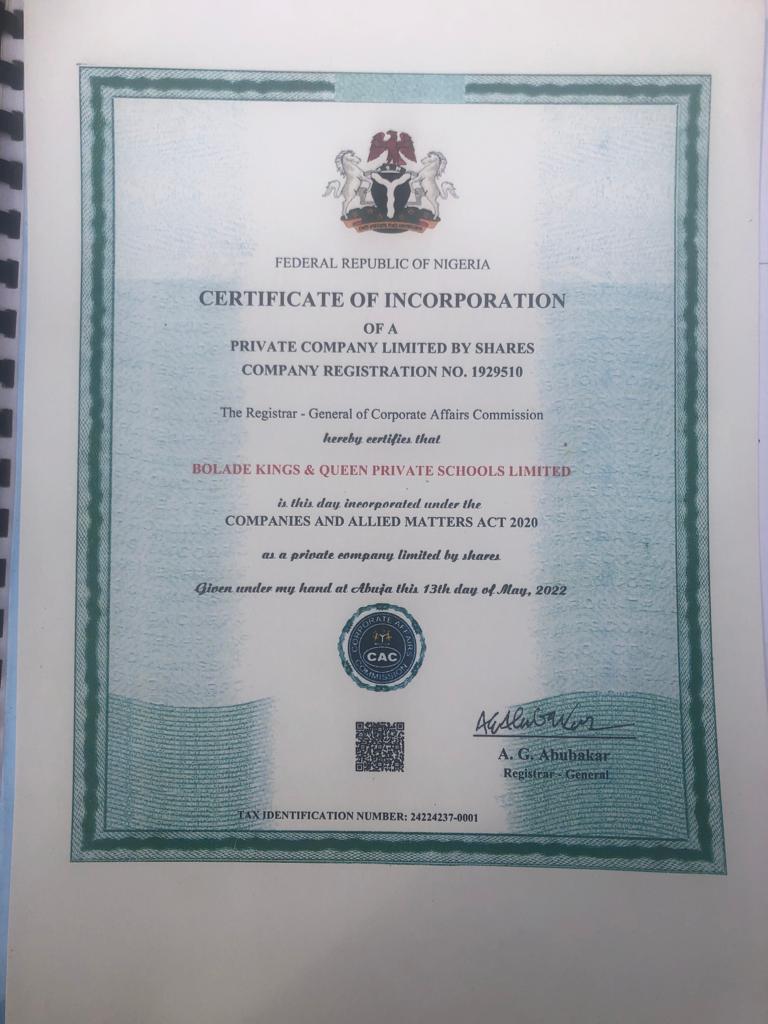 FEDERAL REPUBLIC OF NIGERIA
CERTIFICATE OF INCORPORATION
OF A
PRIVATE COMPANY LIMITED BY SHARES
COMPANY REGISTRATION NO. 1929510
The Registrar - General of Corporate Affairs Commission
hereby certifies that
BOLADE KINGS & QUEEN PRIVATE SCHOOLS LIMITED
is this day incorporated under the
COMPANIES AND ALLIED MATTERS ACT 2020
as a private company limited by shares
Given under my hand at Abuja this 13th day of May, 2022
CORPORATE AFFAIRS
CAC
COMMISSION
A. G. Abubakar
Registrar - General
TAX IDENTIFICATION NUMBER: 24224237-0001